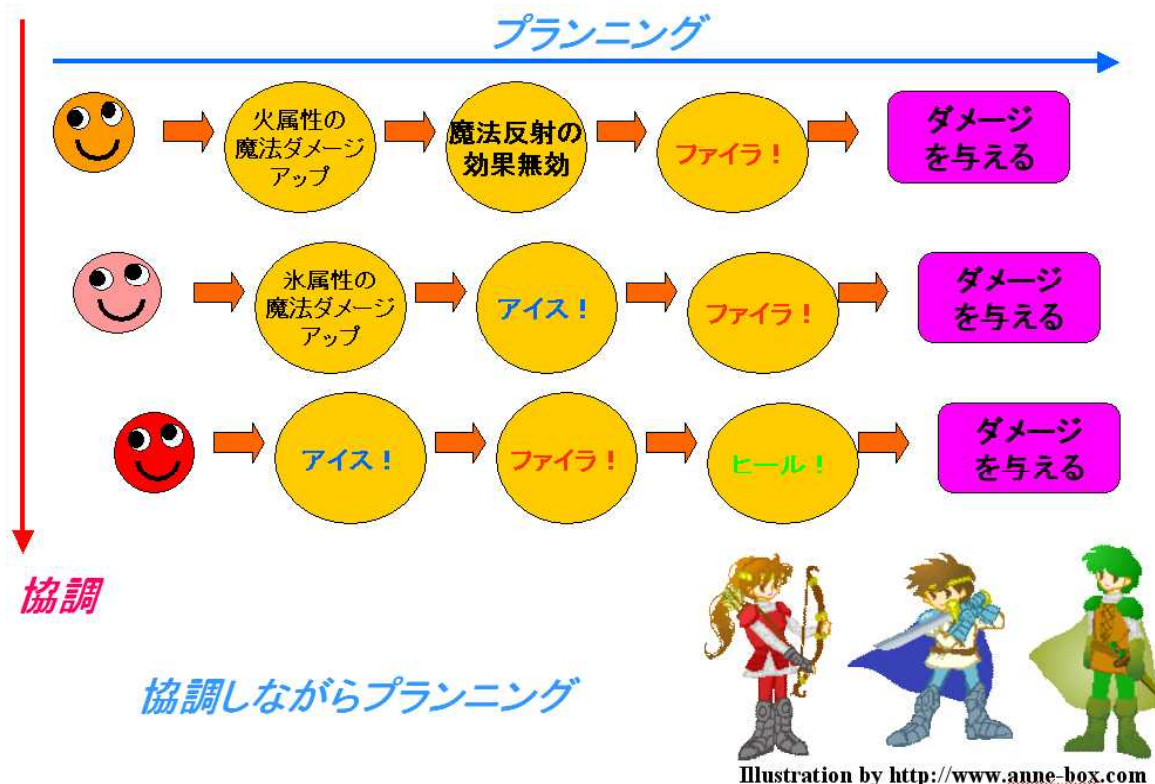 プランニング
火属性の
魔法ダメージ
アップ
魔法反射の
効果無効
ファイラ！
ダメージ
を与える
氷属性の
魔法ダメージ
アップ
アイス！
ファイラ！
ダメージ
を与える
アイス！
ファイラ！
ヒール！
ダメージ
を与える
協調
協調しながらプランニング
Illustration by http://www.anne-box.com